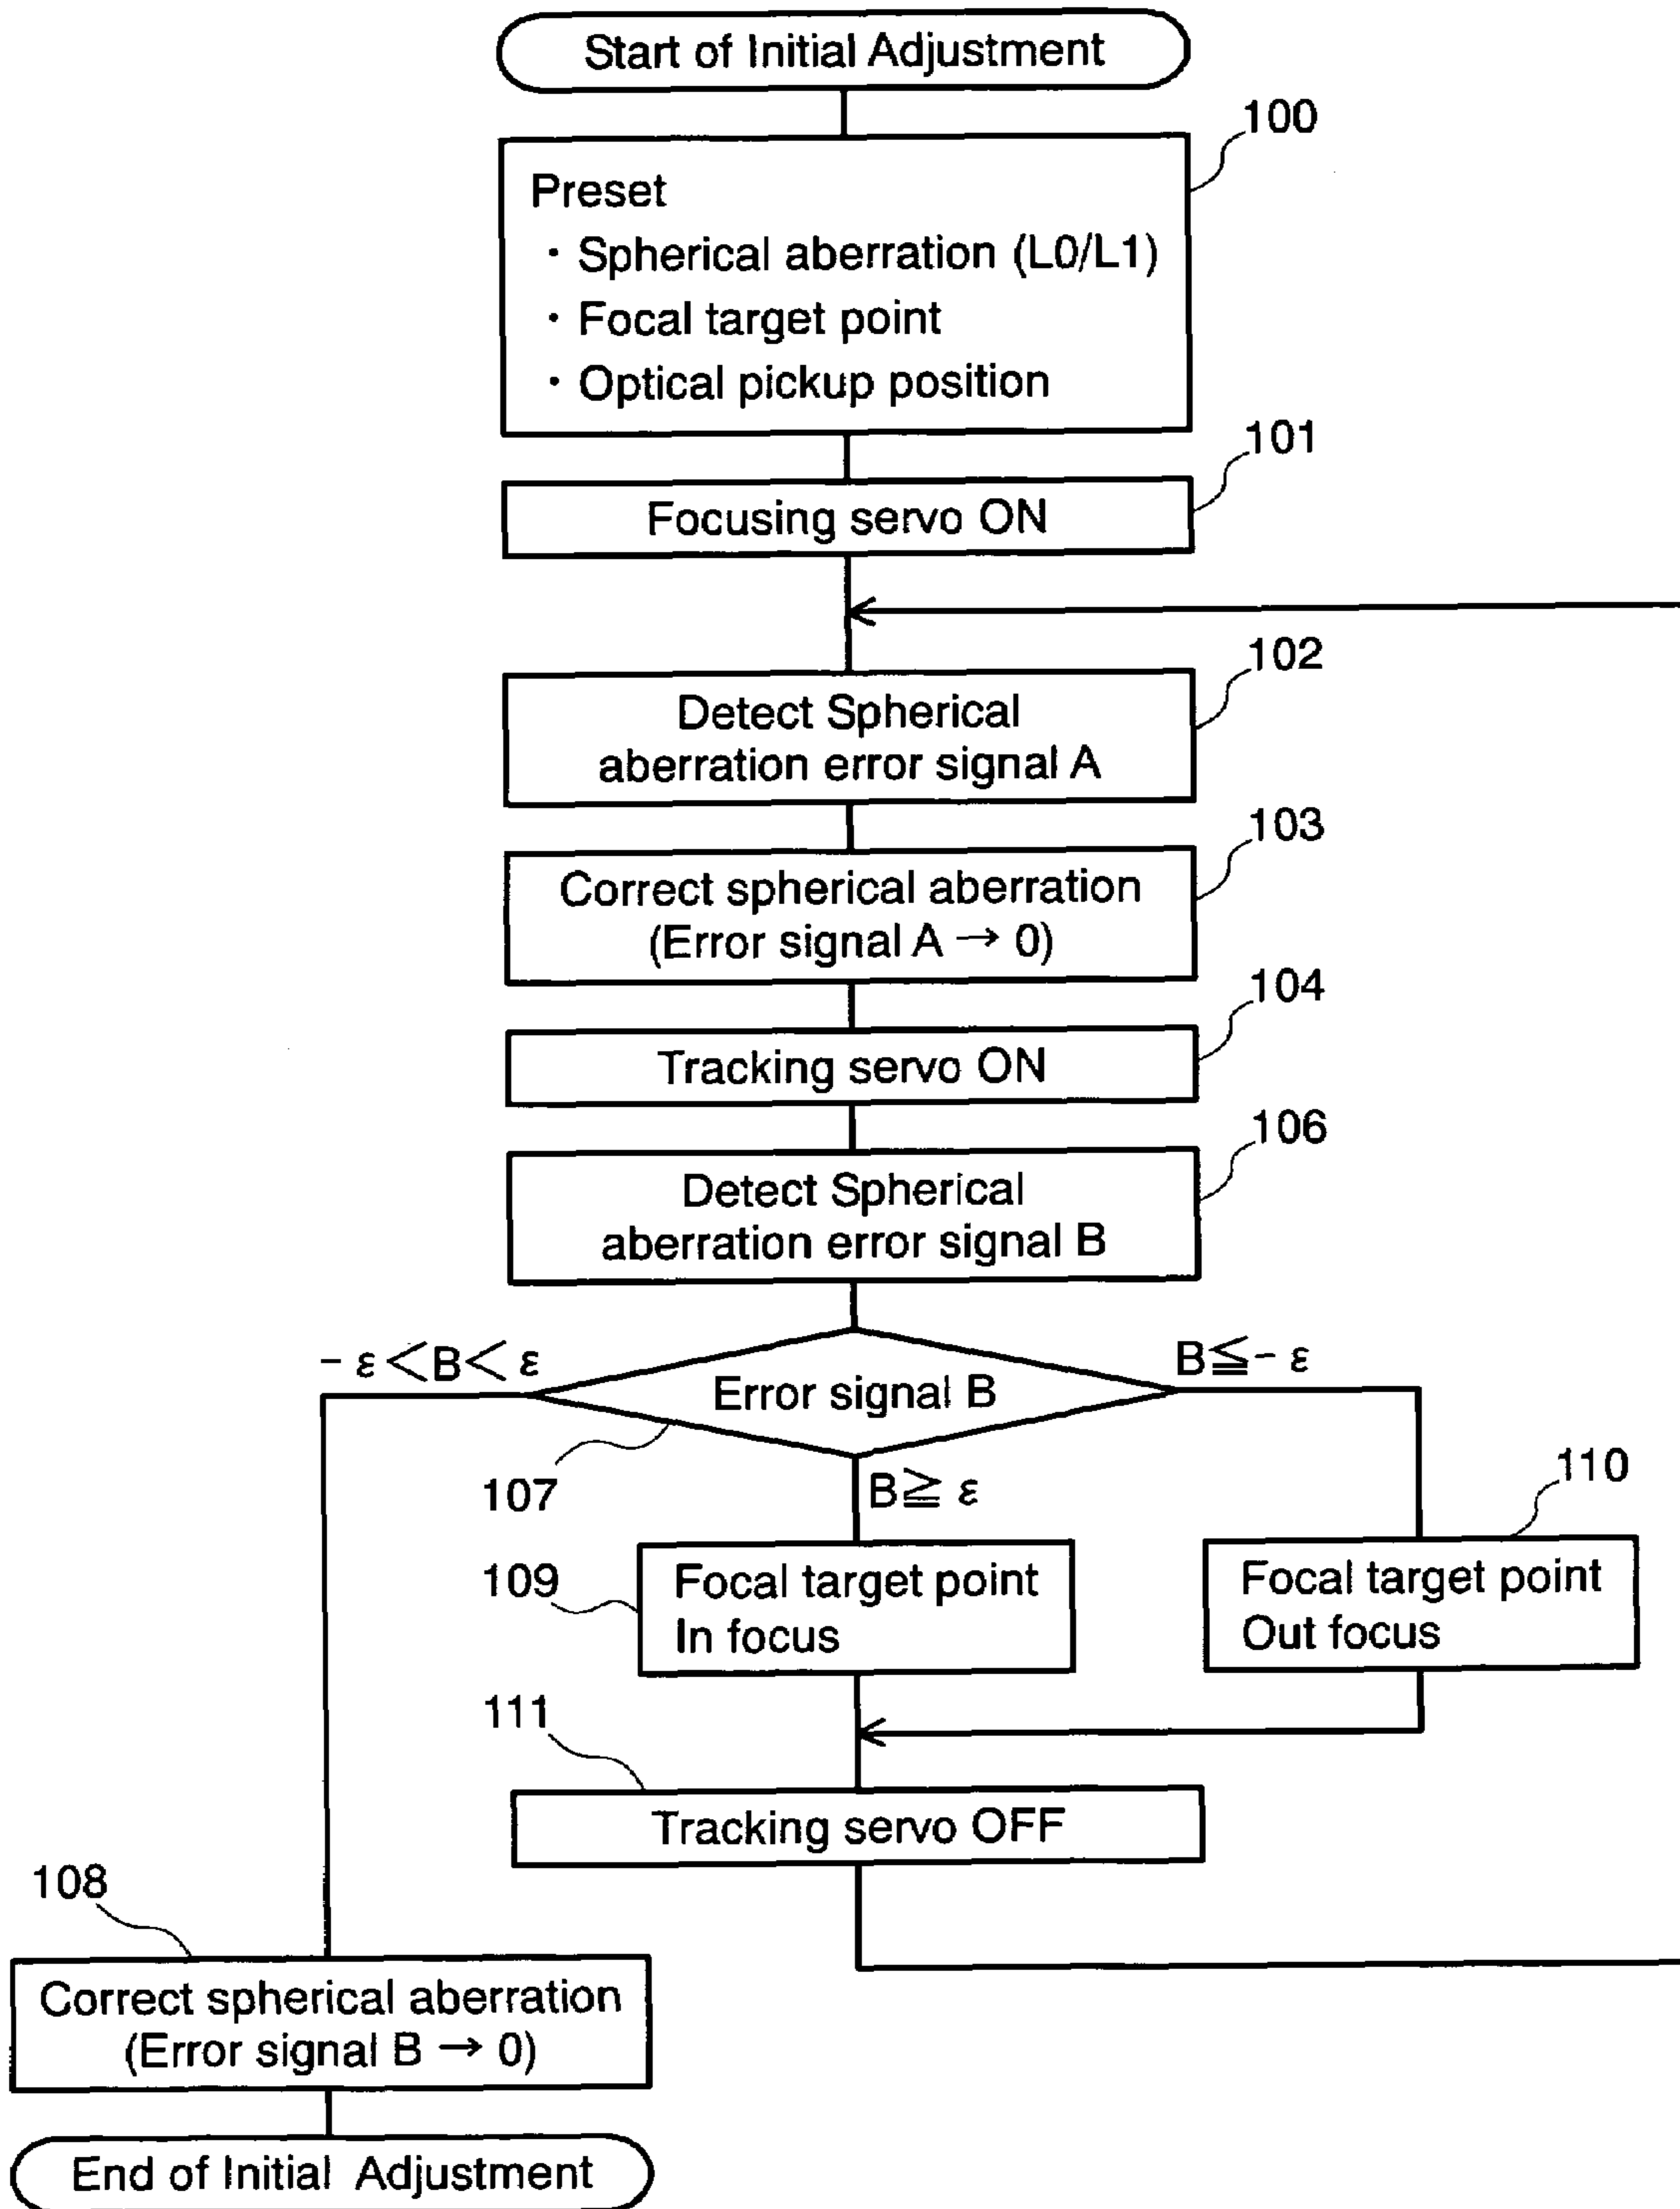 Start of Initial Adjustment
100
Preset
・Spherical aberration (L0/L1)
・Focal target point
・Optical pickup position
101
Focusing servo ON
102
Detect Spherical
aberration error signal A
103
Correct spherical aberration
(Error signal A → 0)
104
Tracking servo ON
106
Detect Spherical
aberration error signal B
- ε<B< ε
B≦- ε
Error signal B
107
B≧ ε
110
109
Focal target point
In focus
Focal target point
Out focus
111
Tracking servo OFF
108
Correct spherical aberration
(Error signal B → 0)
End of Initial Adjustment